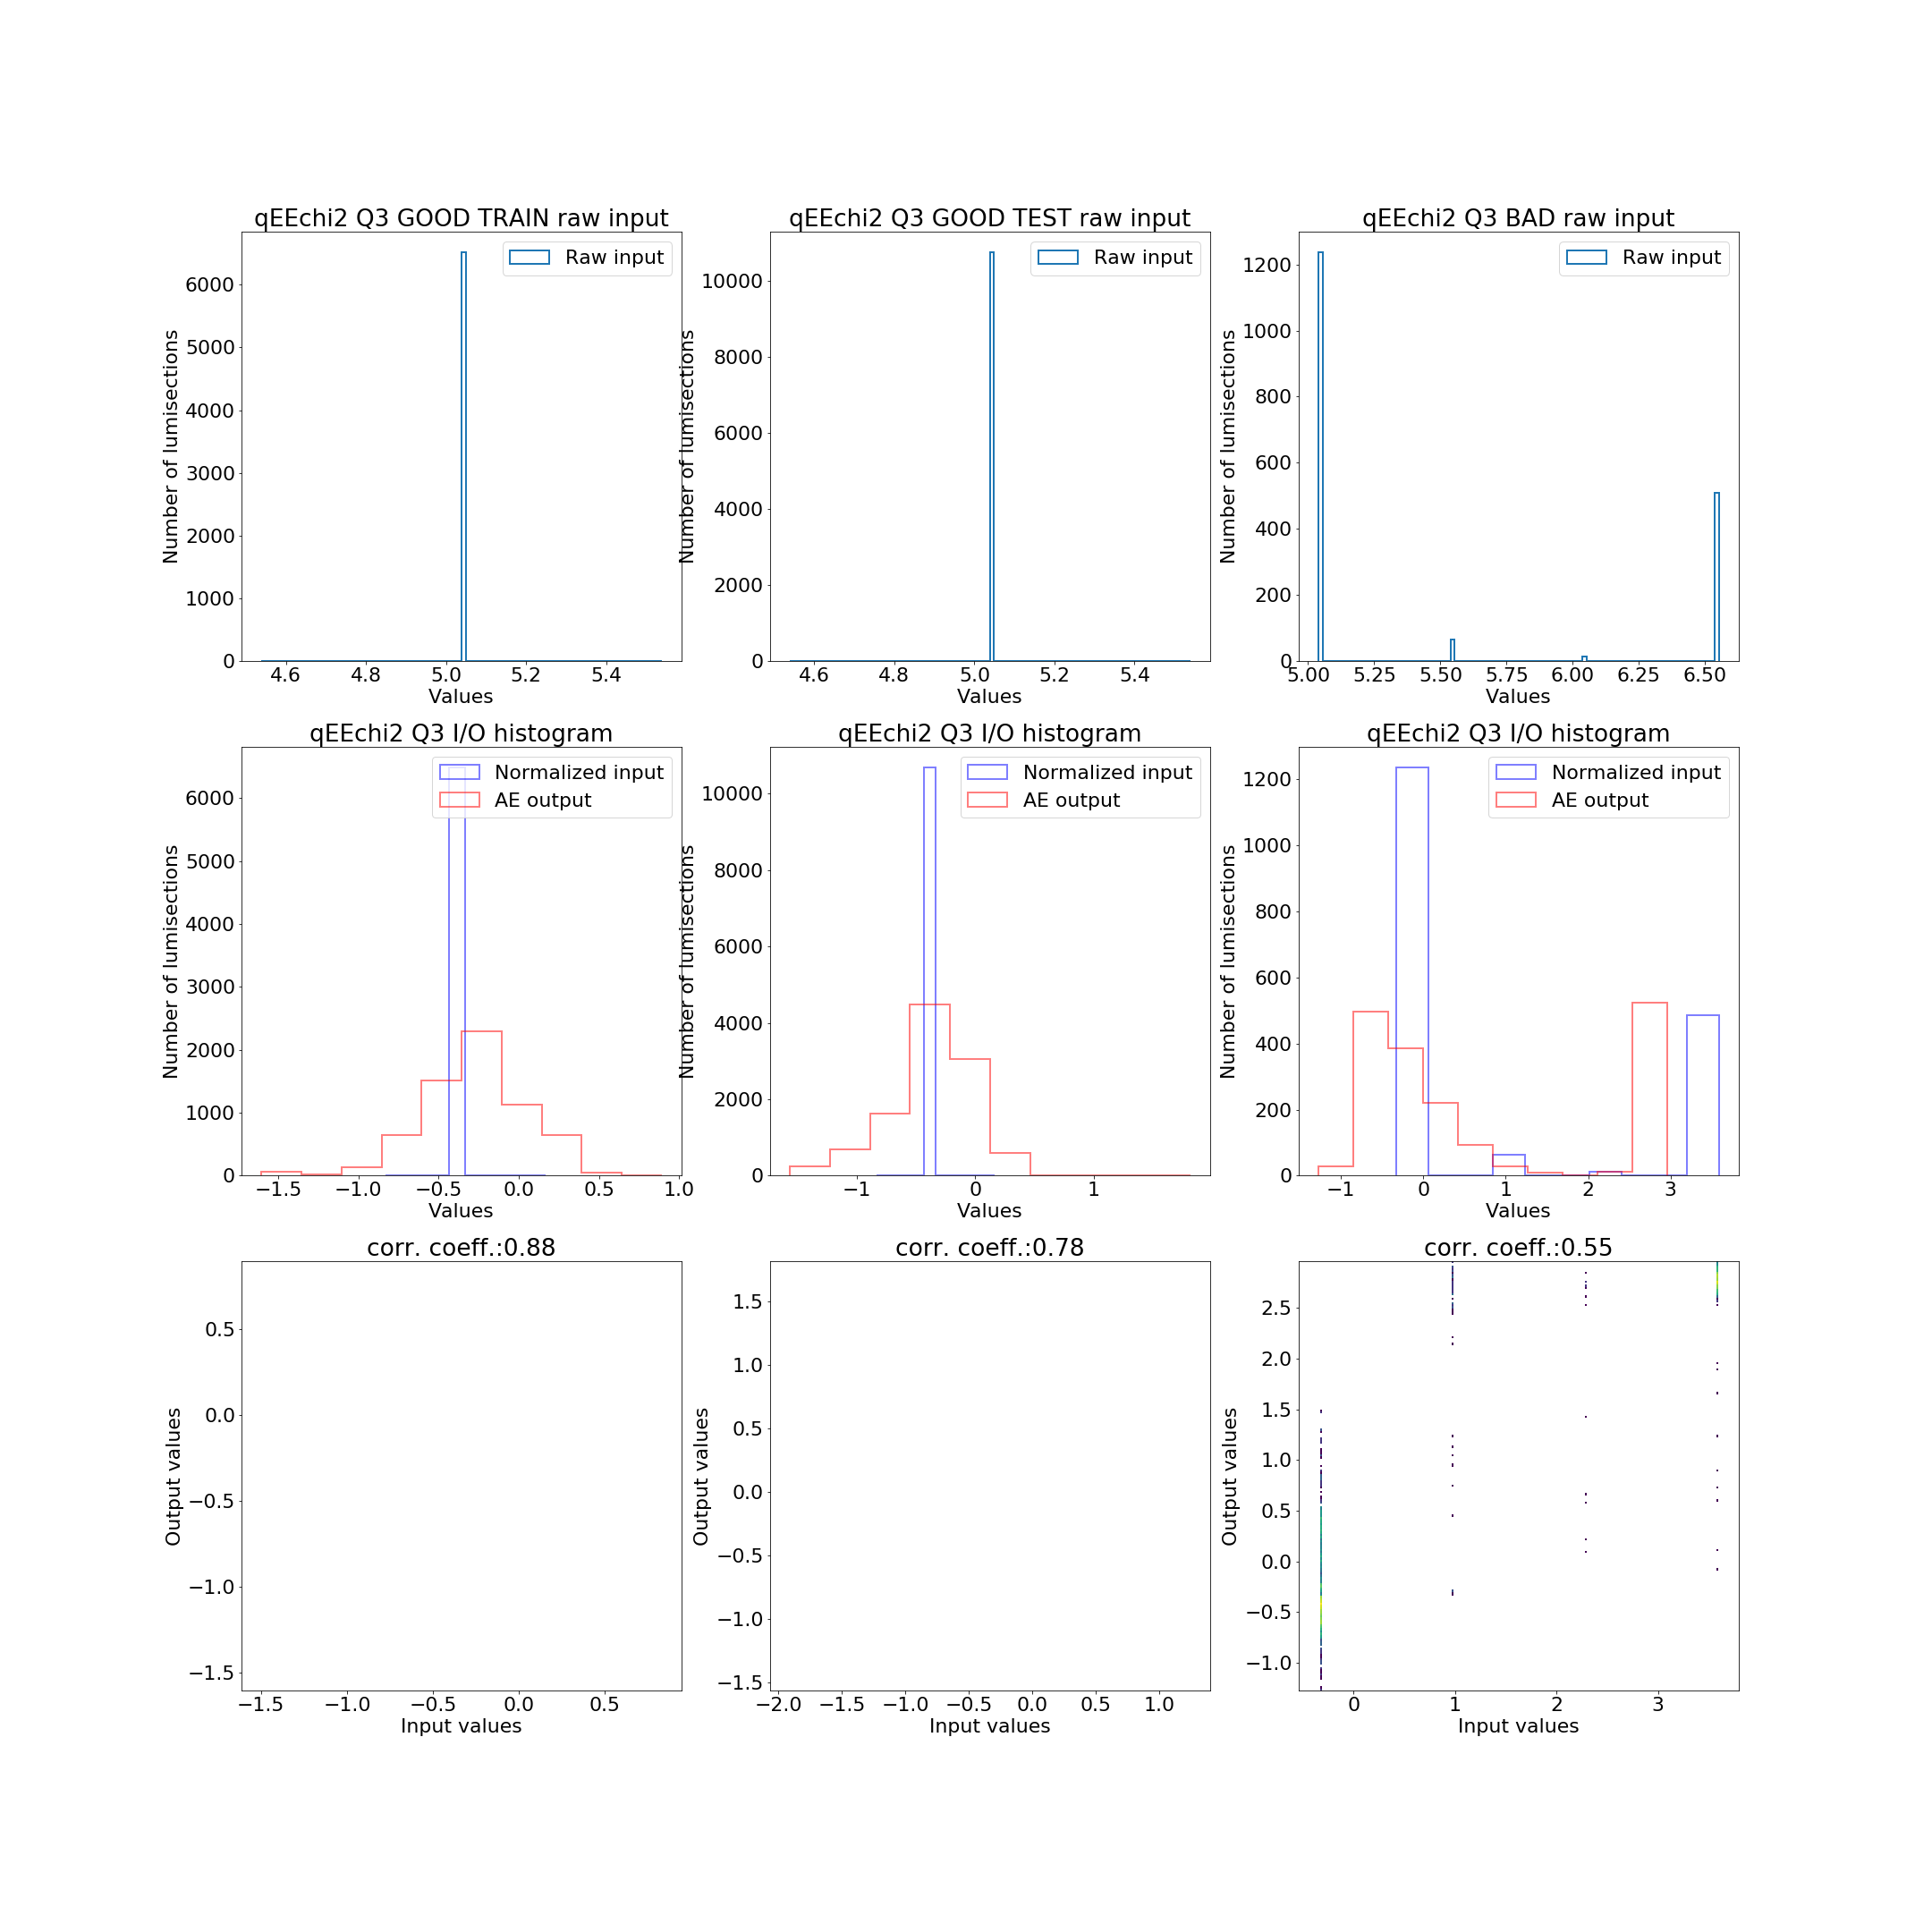 qEEchi2 Q3 GOOD TRAIN raw input
Raw input
6000
5000
4000
3000
2000
1000
0
Number of lumisections
4.6 4.8 5.0 5.2 5.4
Values
qEEchi2 Q3 GOOD TEST raw input
Raw input
10000
8000
6000
4000
2000
0
Number of lumisections
4.6 4.8 5.0 5.2 5.4
Values
qEEchi2 Q3 BAD raw input
Raw input
1200
1000
800
600
400
200
0
Number of lumisections
5.00 5.25 5.50 5.75 6.00 6.25 6.50
Values
qEEchi2 Q3 I/O histogram
Normalized input
AE output
6000
5000
4000
3000
2000
1000
0
Number of lumisections
−1.5 −1.0 −0.5 0.0 0.5 1.0
Values
qEEchi2 Q3 I/O histogram
Normalized input
AE output
10000
8000
6000
4000
2000
0
Number of lumisections
−1 0 1
Values
qEEchi2 Q3 I/O histogram
Normalized input
AE output
1200
1000
800
600
400
200
0
Number of lumisections
−1 0 1 2 3
Values
corr. coeff.:0.88
0.5
0.0
−0.5
−1.0
−1.5
Output values
−1.5 −1.0 −0.5 0.0 0.5
Input values
corr. coeff.:0.78
1.5
1.0
0.5
0.0
−0.5
−1.0
−1.5
Output values
−2.0 −1.5 −1.0 −0.5 0.0 0.5 1.0
Input values
corr. coeff.:0.55
2.5
2.0
1.5
1.0
0.5
0.0
−0.5
−1.0
Output values
0 1 2 3
Input values